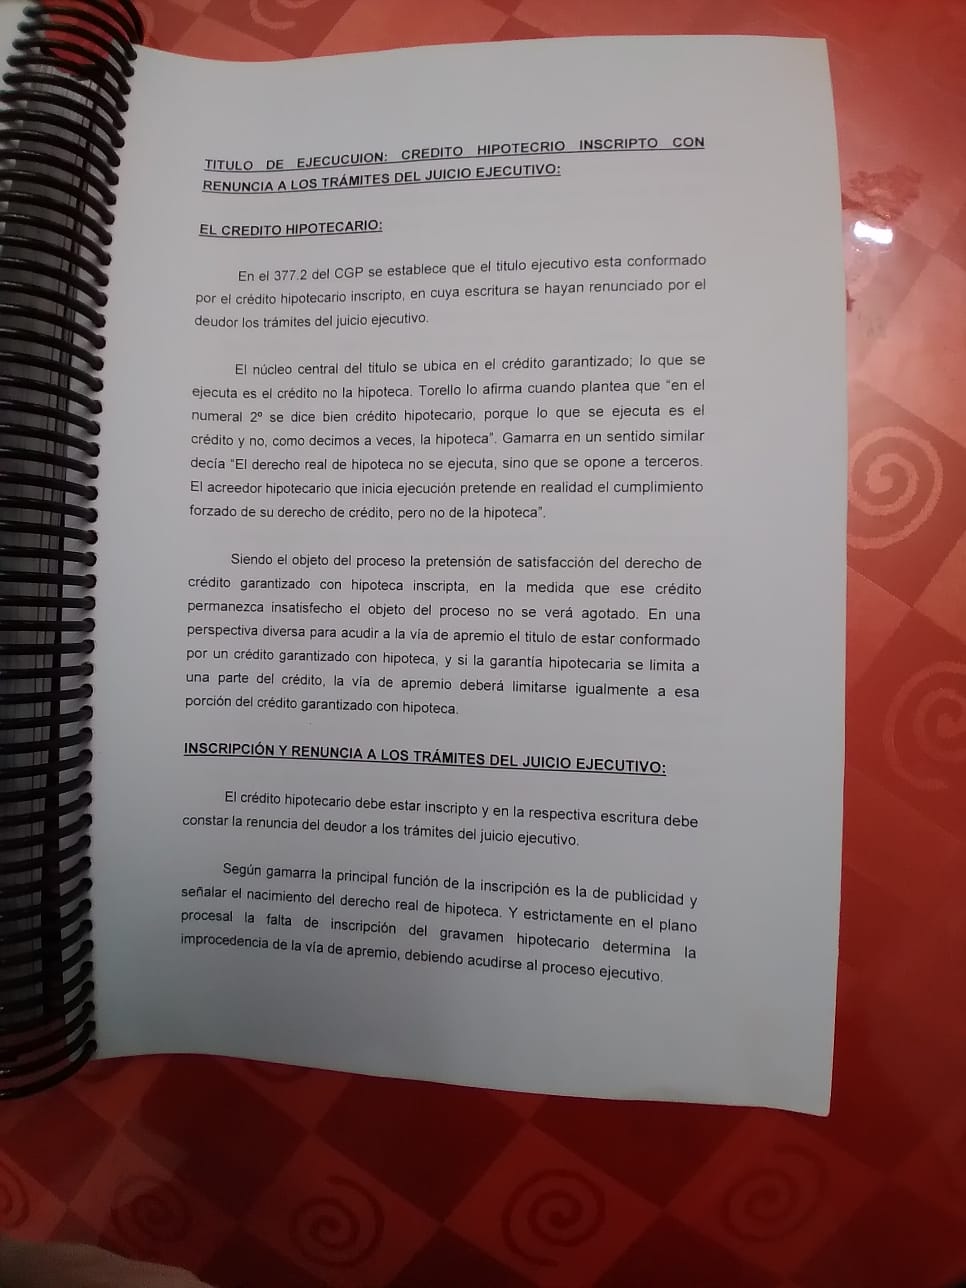 TITULO DE EJECUCUION: CREDITO HIPOTECRIO INSCRIPTO CON
RENUNCIA A LOS TRÁMITES DEL JUICIO EJECUTIVO:
EL CREDITO HIPOTECARIO:
En el 377.2 del CGP se establece que el titulo ejecutivo esta conformado
por el crédito hipotecario inscripto, en cuya escritura se hayan renunciado por el
deudor los trámites del juicio ejecutivo.
El núcleo central del titulo se ubica en el crédito garantizado; lo que se
ejecuta es el crédito no la hipoteca. Torello lo afirma cuando plantea que "en el
numeral 2º se dice bien crédito hipotecario, porque lo que se ejecuta es el
crédito y no, como decimos a veces, la hipoteca". Gamarra en un sentido similar
decía "El derecho real de hipoteca no se ejecuta, sino que se opone a terceros.
El acreedor hipotecario que inicia ejecución pretende en realidad el cumplimiento
forzado de su derecho de crédito, pero no de la hipoteca".
Siendo el objeto del proceso la pretensión de satisfacción del derecho de
crédito garantizado con hipoteca inscripta, en la medida que ese crédito
permanezca insatisfecho el objeto del proceso no se verá agotado. En una
perspectiva diversa para acudir a la vía de apremio el titulo de estar conformado
por un crédito garantizado con hipoteca, y si la garantía hipotecaria se limita a
una parte del crédito, la vía de apremio deberá limitarse igualmente a esa
porción del crédito garantizado con hipoteca.
INSCRIPCIÓN Y RENUNCIA A LOS TRÁMITES DEL JUICIO EJECUTIVO:
El crédito hipotecario debe estar inscripto y en la respectiva escritura debe
constar la renuncia del deudor a los trámites del juicio ejecutivo.
Según gamarra la principal función de la inscripción es la de publicidad y
señalar el nacimiento del derecho real de hipoteca. Y estrictamente en el plano
procesal la falta de inscripción del gravamen hipotecario determina la
improcedencia de la vía de apremio, debiendo acudirse al proceso ejecutivo.